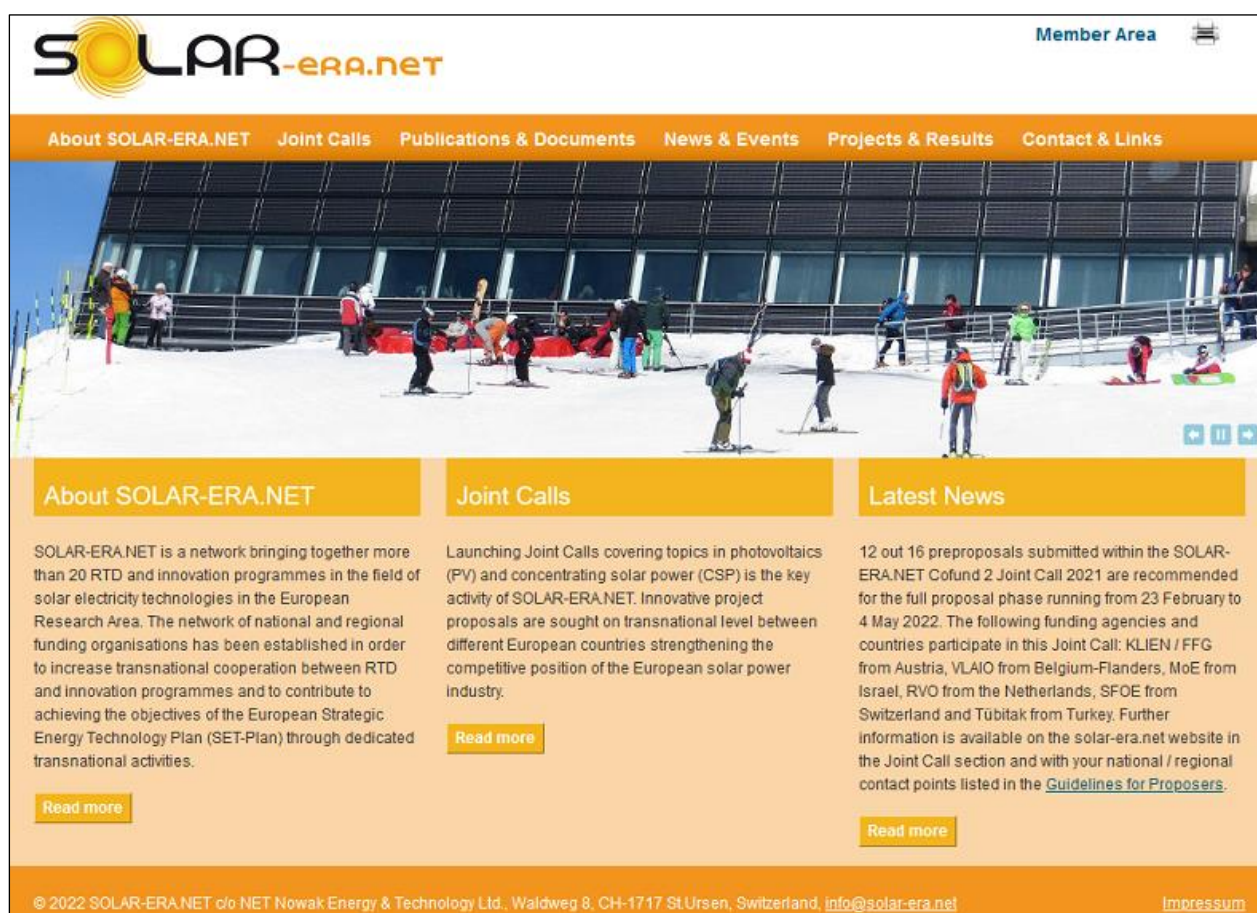 SOLAR-eRA.neT
Member Area
About SOLAR-ERA.NET Joint Calls Publications & Documents News & Events Projects & Results Contact & Links
About SOLAR-ERA.NET
SOLAR-ERA.NET is a network bringing together more
than 20 RTD and innovation programmes in the field of
solar electricity technologies in the European
Research Area. The network of national and regional
funding organisations has been established in order
to increase transnational cooperation between RTD
and innovation programmes and to contribute to
achieving the objectives of the European Strategic
Energy Technology Plan (SET-Plan) through dedicated
transnational activities.
Read more
Joint Calls
Launching Joint Calls covering topics in photovoltaics
(PV) and concentrating solar power (CSP) is the key
activity of SOLAR-ERA.NET. Innovative project
proposals are sought on transnational level between
different European countries strengthening the
competitive position of the European solar power
industry.
Read more
Latest News
12 out 16 preproposals submitted within the SOLAR-
ERA.NET Cofund 2 Joint Call 2021 are recommended
for the full proposal phase running from 23 February to
4 May 2022. The following funding agencies and
countries participate in this Joint Call: KLIEN / FFG
from Austria, VLAIO from Belgium-Flanders, MoE from
Israel, RVO from the Netherlands, SFOE from
Switzerland and Tübitak from Turkey. Further
information is available on the solar-era.net website in
the Joint Call section and with your national / regional
contact points listed in the Guidelines for Proposers.
Read more
© 2022 SOLAR-ERA.NET c/o NET Nowak Energy & Technology Ltd., Waldweg 8, CH-1717 St.Ursen, Switzerland, info@solar-era.net Impressum